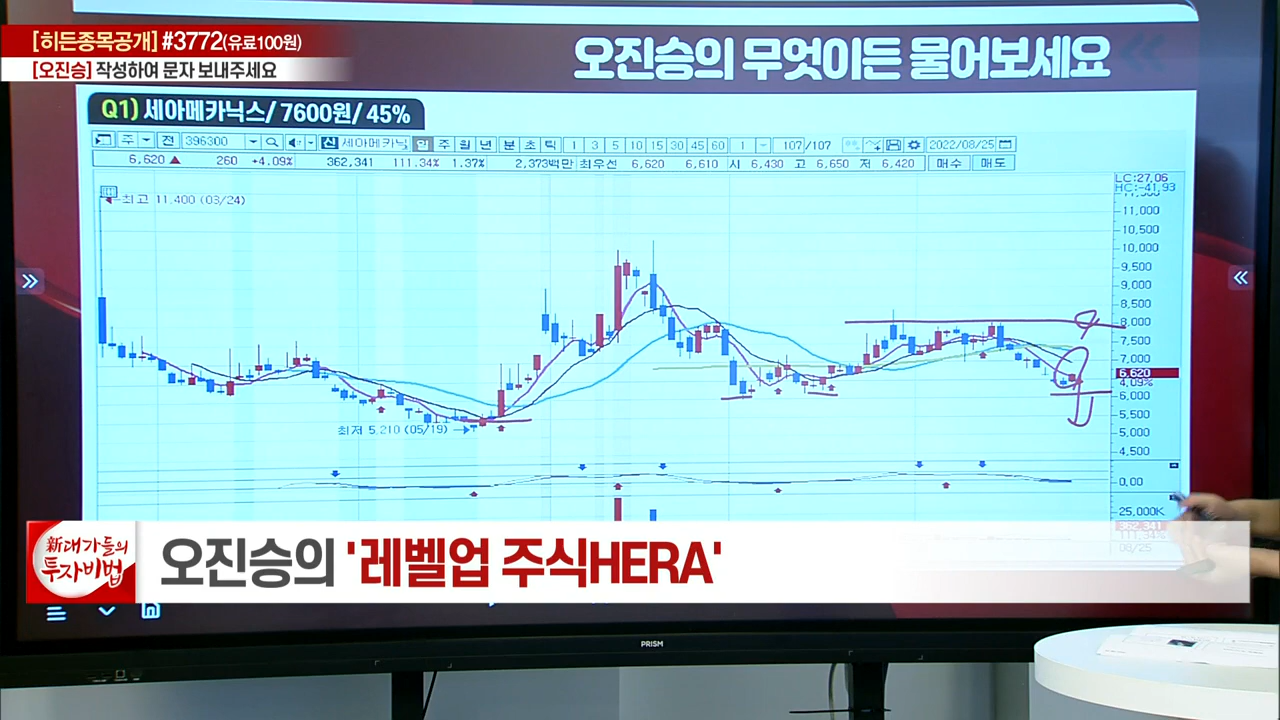 [히든종목공개] #3772(유료100원)
[오진승] 작성하여 문자 보내주세요
오진승의 무엇이든 물어보세요
Q1) 세아메카닉스/ 7600원/ 45%
주 전 396300 신 세아메카닉 일 주 월 년 분 초 틱 1 3 5 10 15 30 45 60 1 107/107 2022/08/25
6,620 ▲ 260 +4.09% 362,341 111.34% 1.37% 2,373백만 최우선 6,620 6,610 시 6,430 고 6,650 저 6,420 매수 매도
LC:27.06
HC:-41.93
최고 11,400 (03/24)
11,000
10,500
10,000
9,500
9,000
8,500
8,000
7,500
7,000
6,620
4.09%
6,000
5,500
최저 5,210 (05/19)
5,000
4,500
0.00
25,000K
362,341
111.34%
08/25
新대가들의
투자비법
오진승의 '레벨업 주식HERA'
PRISM